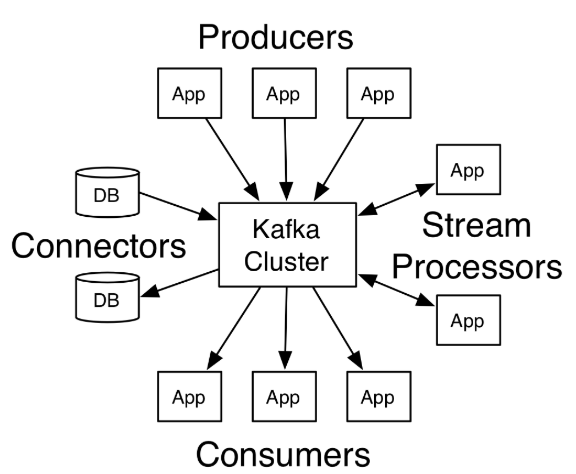 Producers
App
App
App
DB
App
Kafka
Cluster
Stream
Processors
Connectors
DB
App
App
App
App
Consumers